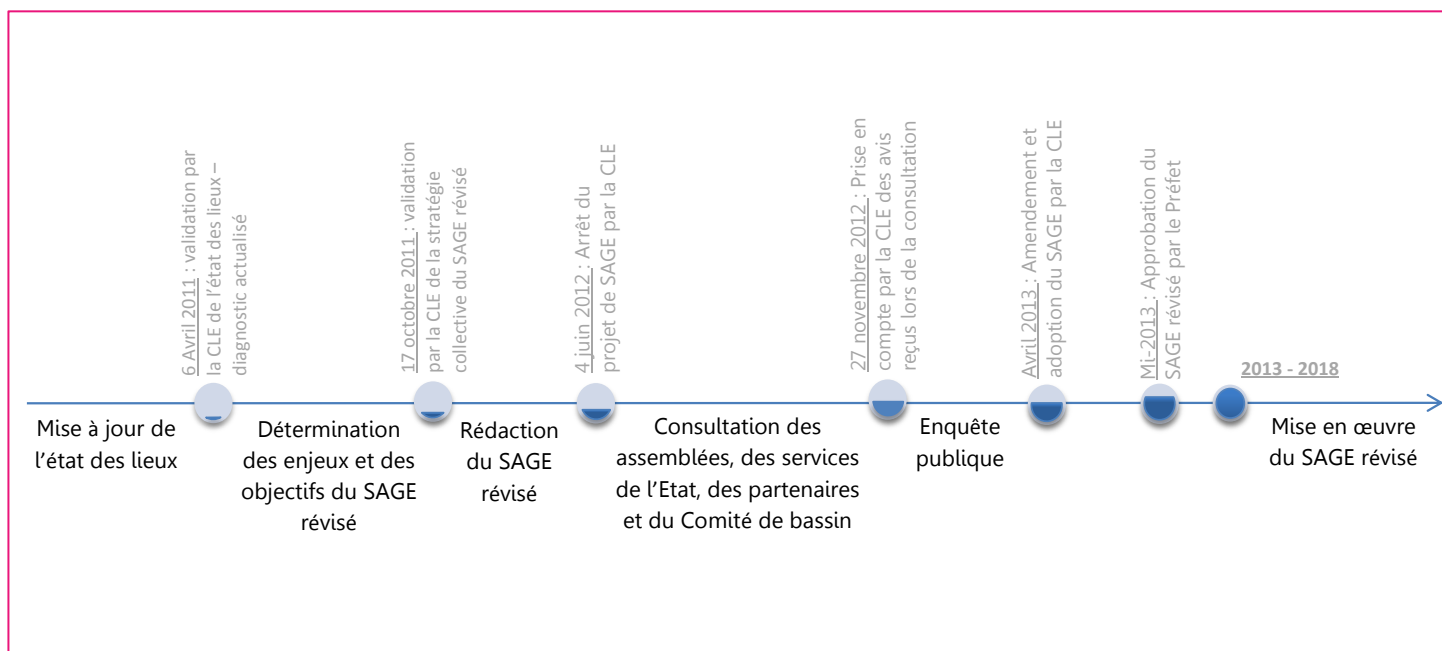 6 Avril 2011 : validation par
la CLE de l'état des lieux –
diagnostic actualisé
17 octobre 2011 : validation
par la CLE de la stratégie
collective du SAGE révisé
4 juin 2012 : Arrêt du
projet de SAGE par la CLE
27 novembre 2012 : Prise en
compte par la CLE des avis
reçus lors de la consultation
Avril 2013 : Amendement et
adoption du SAGE par la CLE
Mi-2013 : Approbation du
SAGE révisé par le Préfet
2013 - 2018
Mise à jour de
l'état des lieux
Détermination
des enjeux et des
objectifs du SAGE
révisé
Rédaction
du SAGE
révisé
Consultation des
assemblées, des services
de l'Etat, des partenaires
et du Comité de bassin
Enquête
publique
Mise en œuvre
du SAGE révisé